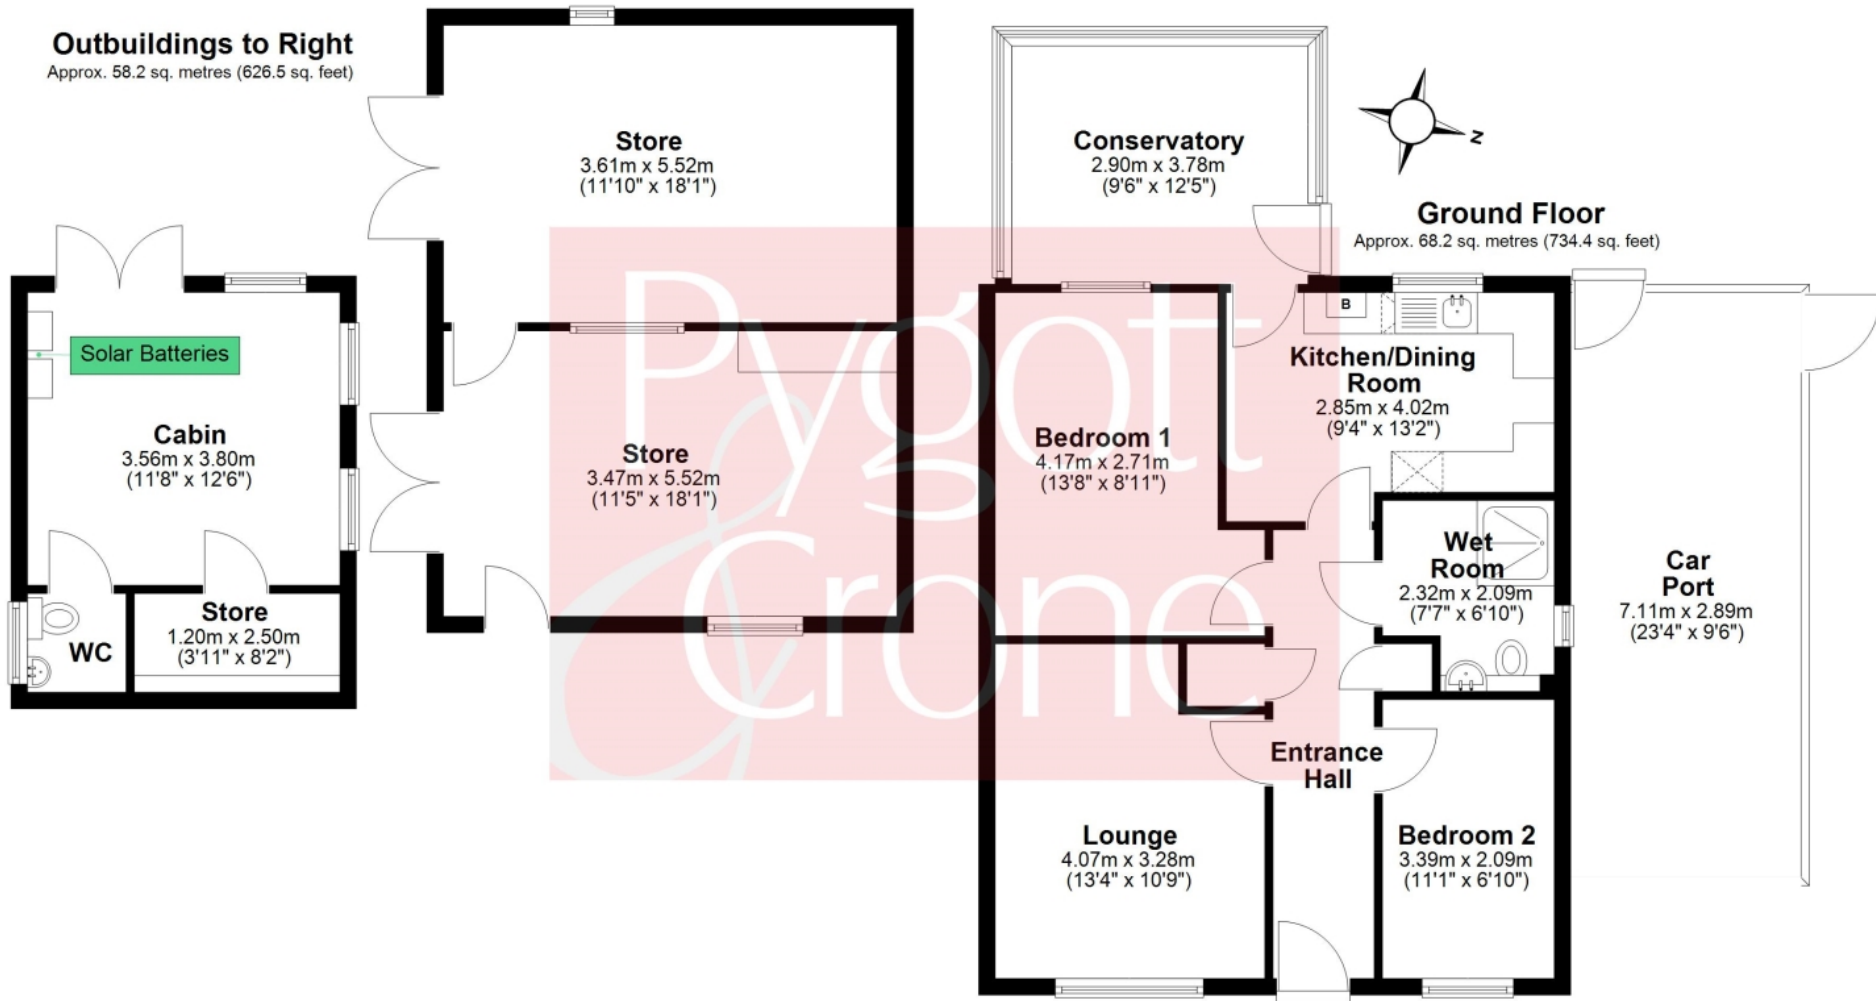 Outbuildings to Right
Approx. 58.2 sq. metres (626.5 sq. feet)
Store
3.61m x 5.52m
(11'10" x 18'1")
Conservatory
2.90m x 3.78m
(9'6" x 12'5")
N
Ground Floor
Approx. 68.2 sq. metres (734.4 sq. feet)
Solar Batteries
Cabin
3.56m x 3.80m
(11'8" x 12'6")
Store
3.47m x 5.52m
(11'5" x 18'1")
Bedroom 1
4.17m x 2.71m
(13'8" x 8'11")
B
Kitchen/Dining
Room
2.85m x 4.02m
(9'4" x 13'2")
Wet
Room
2.32m x 2.09m
(7'7" x 6'10")
Car
Port
7.11m x 2.89m
(23'4" x 9'6")
Store
1.20m x 2.50m
(3'11" x 8'2")
WC
Entrance
Hall
Lounge
4.07m x 3.28m
(13'4" x 10'9")
Bedroom 2
3.39m x 2.09m
(11'1" x 6'10")
Pygott
&
Crone